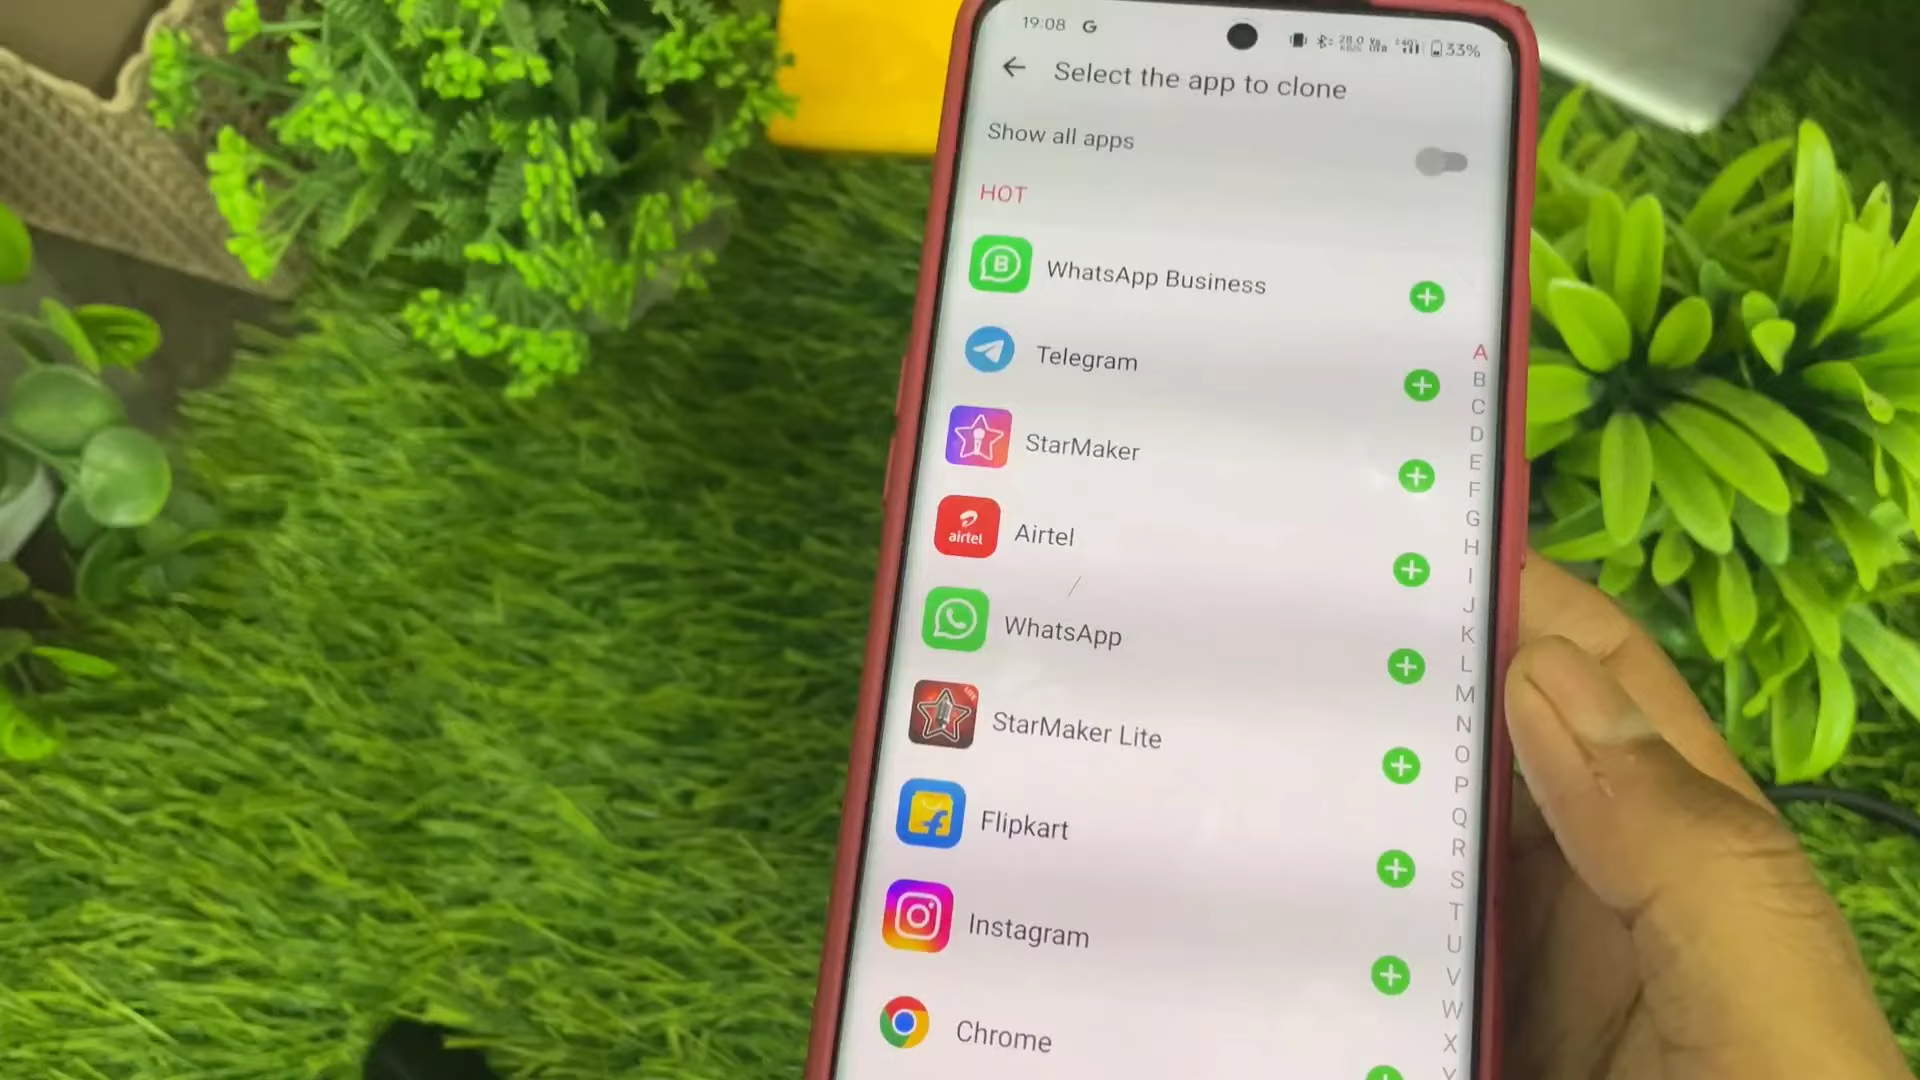 19:08 G 33%
Select the app to clone
Show all apps
HOT
WhatsApp Business
Telegram
StarMaker
airtel
Airtel
WhatsApp
StarMaker Lite
Flipkart
Instagram
Chrome
A
B
C
D
E
F
G
H
I
J
K
L
M
N
O
P
Q
R
S
T
U
V
W
X
Y